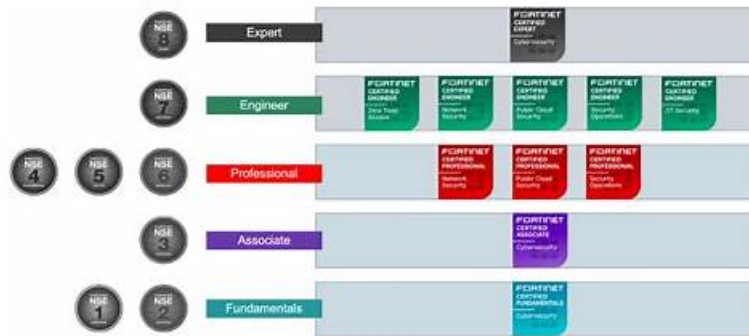 NSE
8
Expert
FORTINET
CERTIFIED
EXPERT
Cybersecurity
NSE
7
Engineer
FORTINET
CERTIFIED
ENGINEER
Zero Trust
Access
FORTINET
CERTIFIED
ENGINEER
Network
Security
FORTINET
CERTIFIED
ENGINEER
Public Cloud
Security
FORTINET
CERTIFIED
ENGINEER
Security
Operations
FORTINET
CERTIFIED
ENGINEER
OT Security
NSE
4
NSE
5
NSE
6
Professional
FORTINET
CERTIFIED
PROFESSIONAL
Network
Security
FORTINET
CERTIFIED
PROFESSIONAL
Public Cloud
Security
FORTINET
CERTIFIED
PROFESSIONAL
Security
Operations
NSE
3
Associate
FORTINET
CERTIFIED
ASSOCIATE
Cybersecurity
NSE
1
NSE
2
Fundamentals
FORTINET
CERTIFIED
FUNDAMENTALS
Cybersecurity